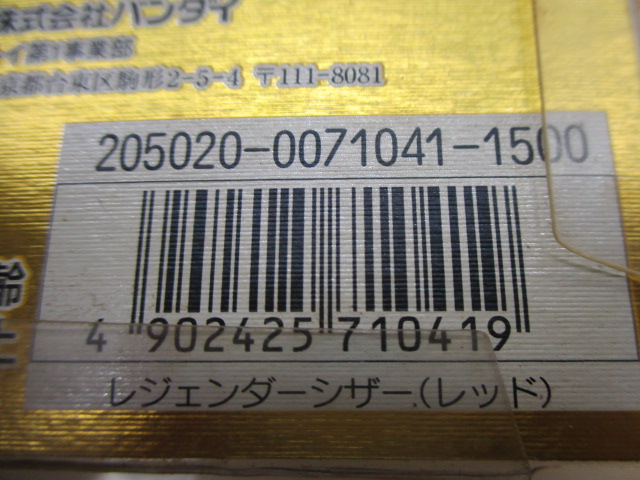 株式会社バンダイ
イ第1事業部
京都台東区駒形2-5-4 〒111-8081
205020-0071041-1500
4 902425 710419
レジェンダーシザー(レッド)
齢